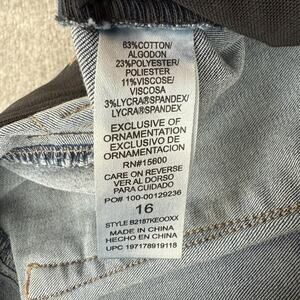 63%COTTON/
ALGODON
23%POLYESTER/
POLIESTER
11%VISCOSE/
VISCOSA
3%LYCRA®SPANDEX/
LYCRA®SPANDEX
EXCLUSIVE OF
ORNAMENTATION
EXCLUSIVO DE
ORNAMENTACION
RN#15600
CARE ON REVERSE
VER AL DORSO
PARA CUIDADO
PO# 100-00129236
16
STYLE B2187KEOOXX
MADE IN CHINA
HECHO EN CHINA
UPC 197178919118